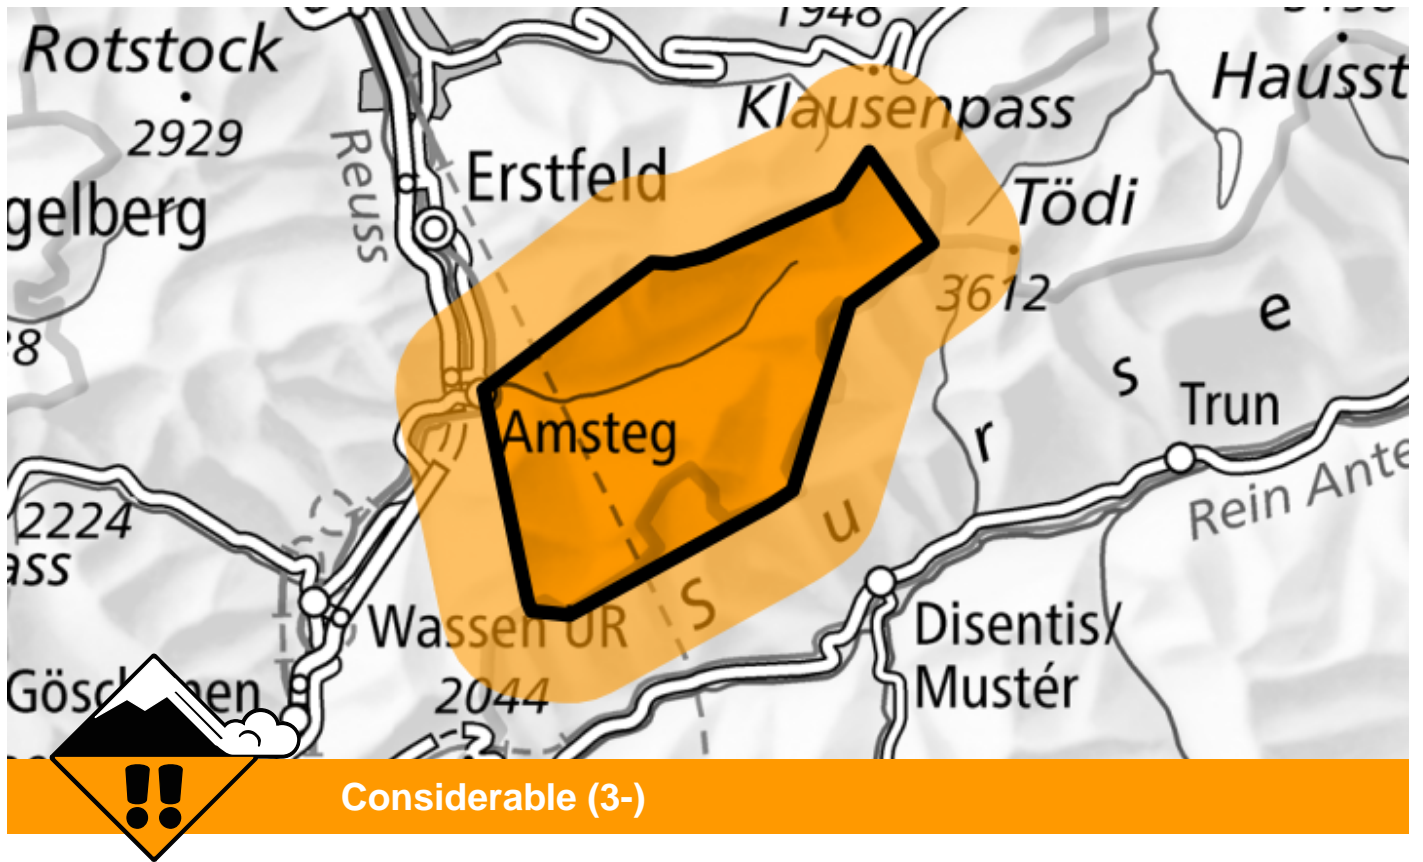 1948
Rotstock
2929
Klausenpass
Hausst
Reuss
Erstfeld
Tödi
3612
gelberg
Amsteg
Trun
Rein Ante
2224
ass
S u r s e
Wassen UR
2044
Disentis/
Mustér
Considerable (3-)